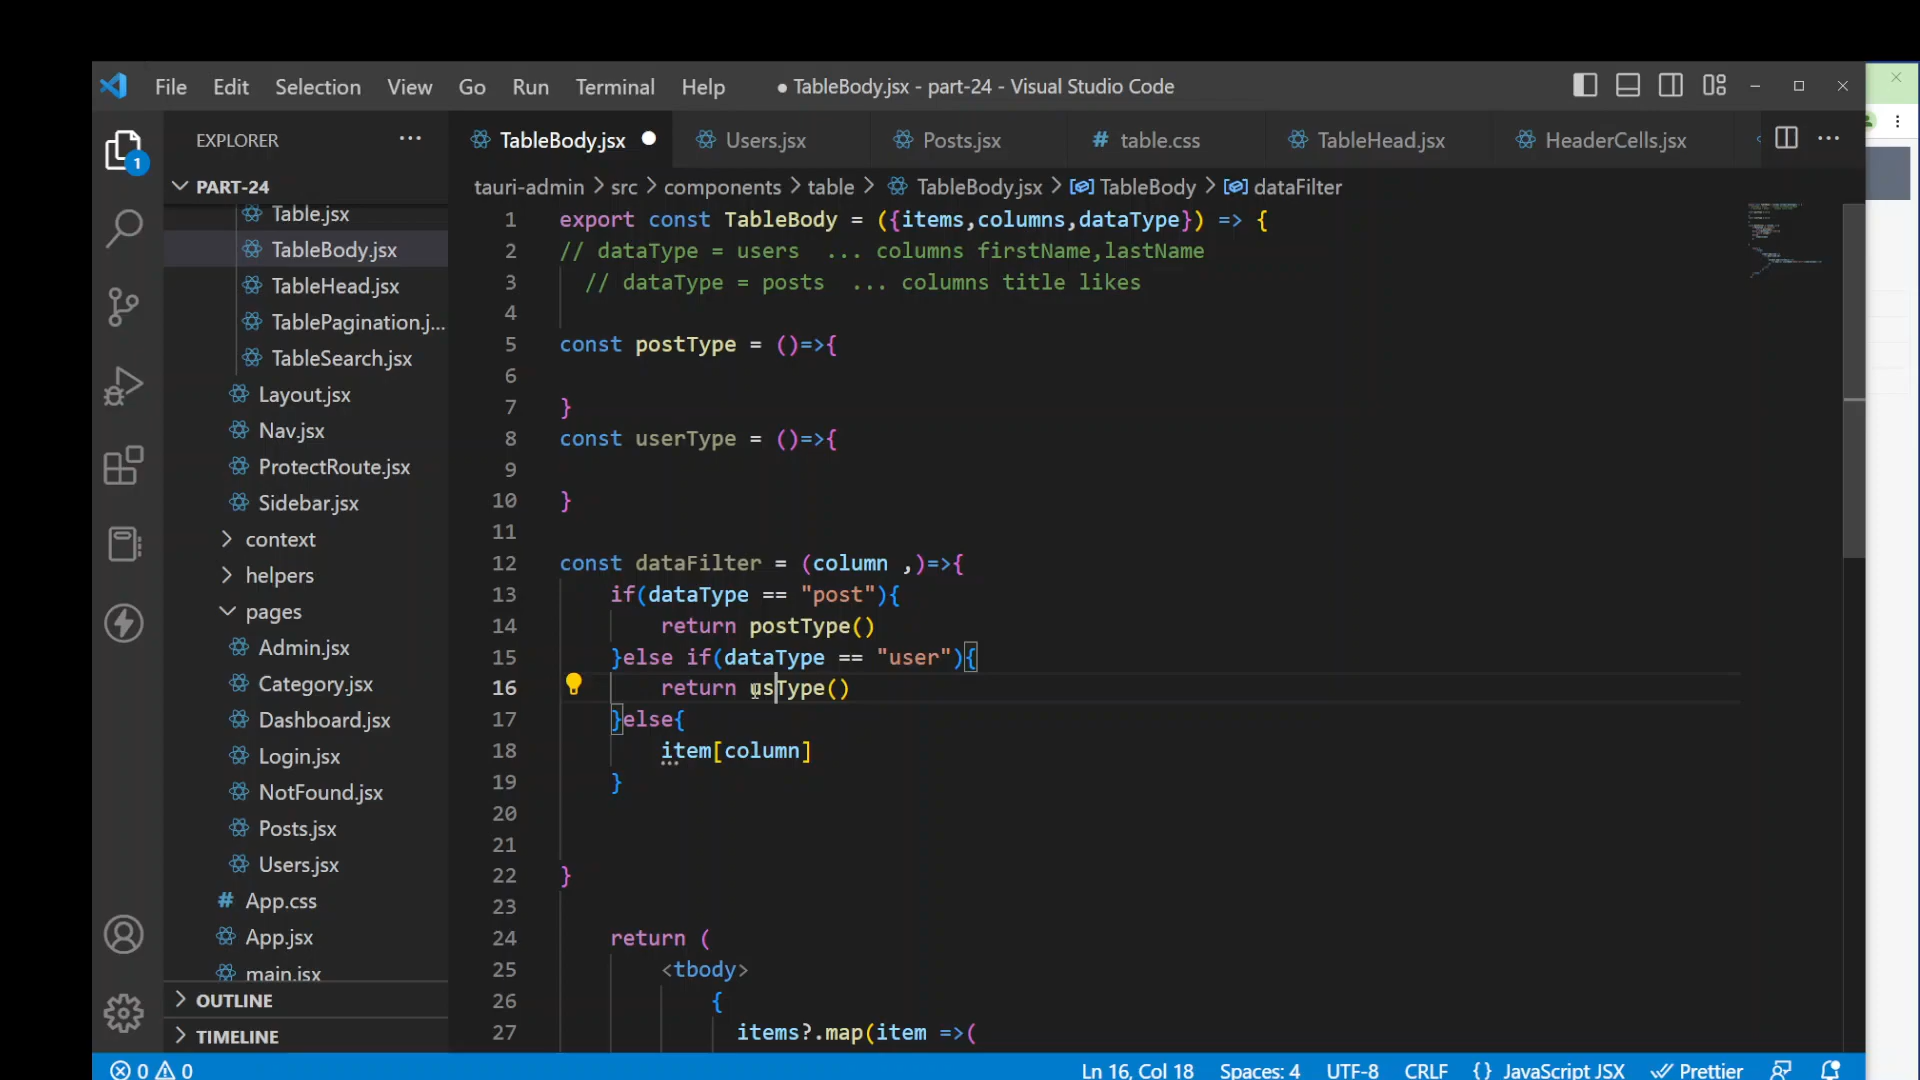 File Edit Selection View Go Run Terminal Help
● TableBody.jsx - part-24 - Visual Studio Code
EXPLORER
1
PART-24
Table.jsx
TableBody.jsx
TableHead.jsx
TablePagination.j...
TableSearch.jsx
Layout.jsx
Nav.jsx
ProtectRoute.jsx
Sidebar.jsx
context
helpers
pages
Admin.jsx
Category.jsx
Dashboard.jsx
Login.jsx
NotFound.jsx
Posts.jsx
Users.jsx
App.css
App.jsx
main.jsx
OUTLINE
TIMELINE
TableBody.jsx Users.jsx Posts.jsx # table.css TableHead.jsx HeaderCells.jsx
tauri-admin > src > components > table > TableBody.jsx > TableBody > dataFilter
1 export const TableBody = ({items,columns,dataType}) => {
2 // dataType = users ... columns firstName,lastName
3 // dataType = posts ... columns title likes
4
5 const postType = ()=>{
6
7 }
8 const userType = ()=>{
9
10 }
11
12 const dataFilter = (column ,)=>{
13 if(dataType == "post"){
14 return postType()
15 }else if(dataType == "user"){
16 return usType()
17 }else{
18 item[column]
19 }
20
21
22 }
23
24 return (
25 <tbody>
26 {
27 items?.map(item =>(
0 0 Ln 16, Col 18 Spaces: 4 UTF-8 CRLF {} JavaScript JSX Prettier